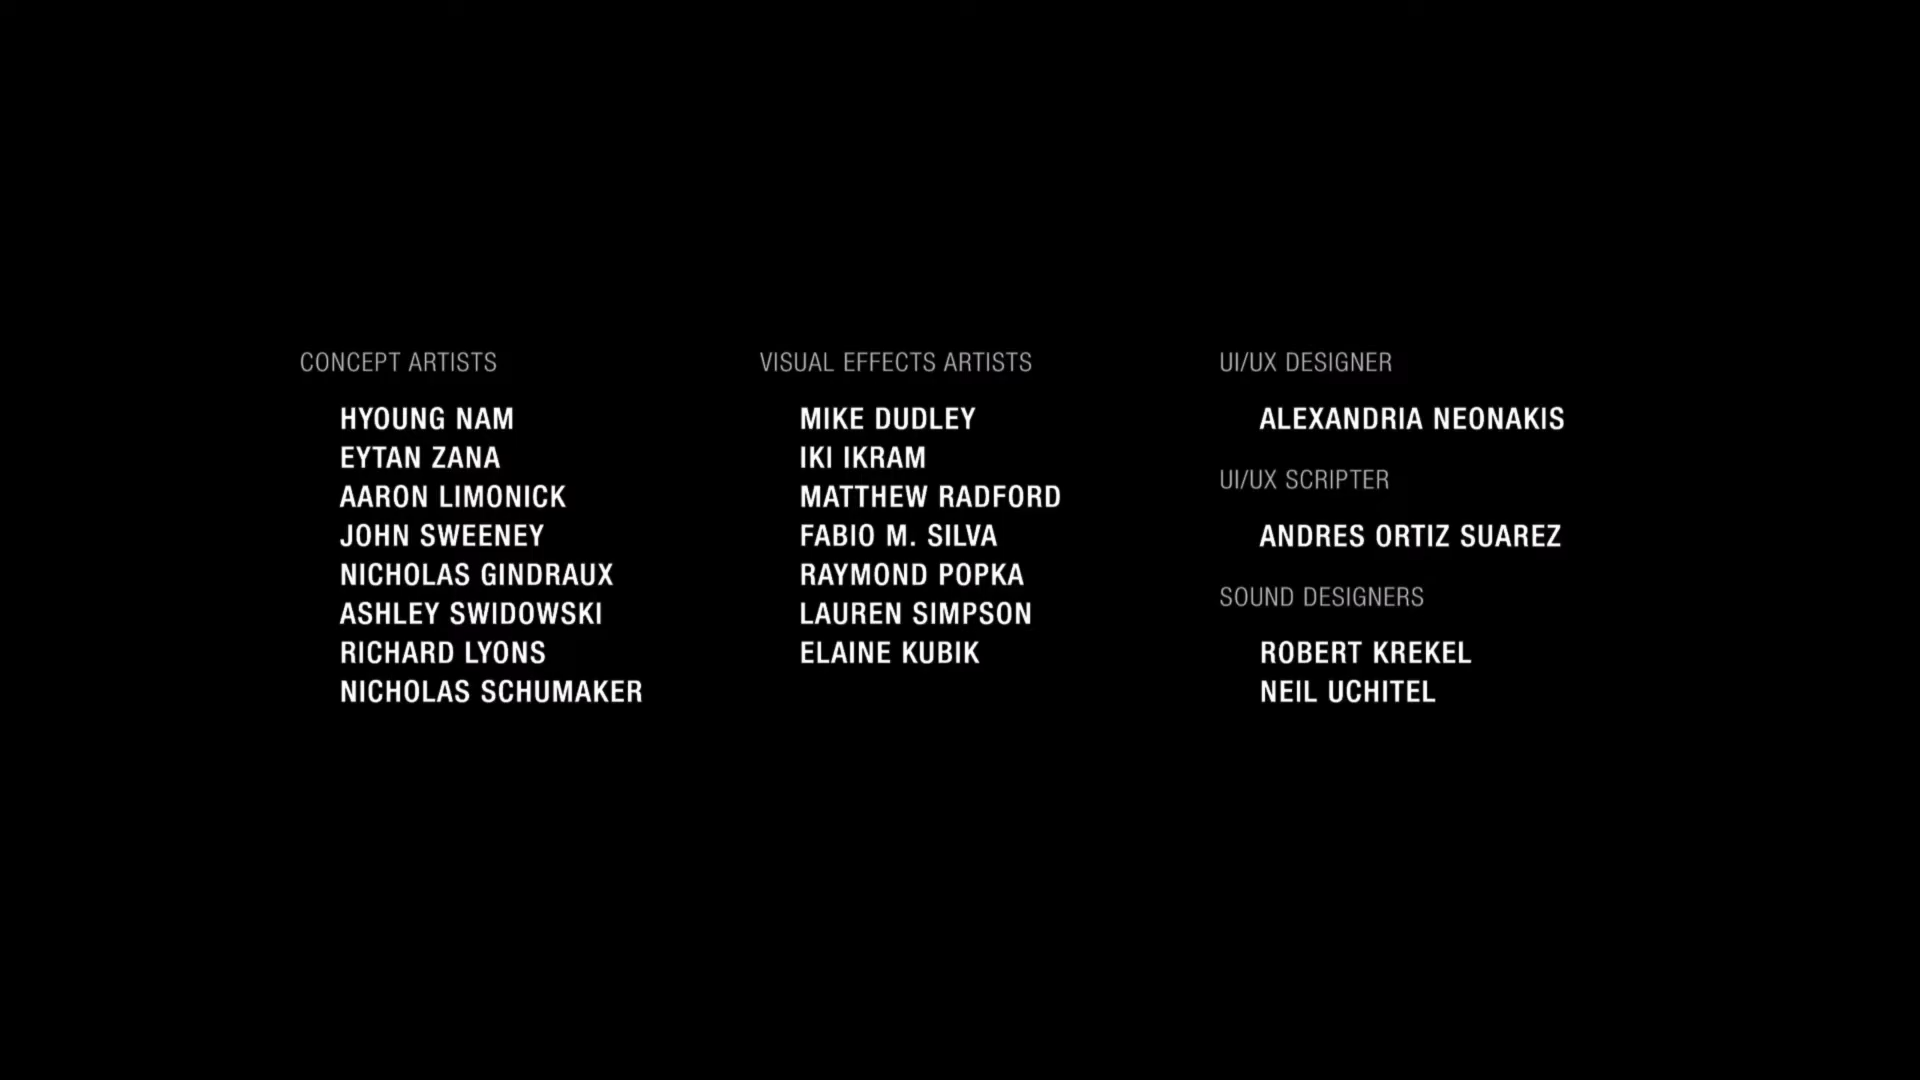 CONCEPT ARTISTS
HYOUNG NAM
EYTAN ZANA
AARON LIMONICK
JOHN SWEENEY
NICHOLAS GINDRAUX
ASHLEY SWIDOWSKI
RICHARD LYONS
NICHOLAS SCHUMAKER
VISUAL EFFECTS ARTISTS
MIKE DUDLEY
IKI IKRAM
MATTHEW RADFORD
FABIO M. SILVA
RAYMOND POPKA
LAUREN SIMPSON
ELAINE KUBIK
UI/UX DESIGNER
ALEXANDRIA NEONAKIS
UI/UX SCRIPTER
ANDRES ORTIZ SUAREZ
SOUND DESIGNERS
ROBERT KREKEL
NEIL UCHITEL